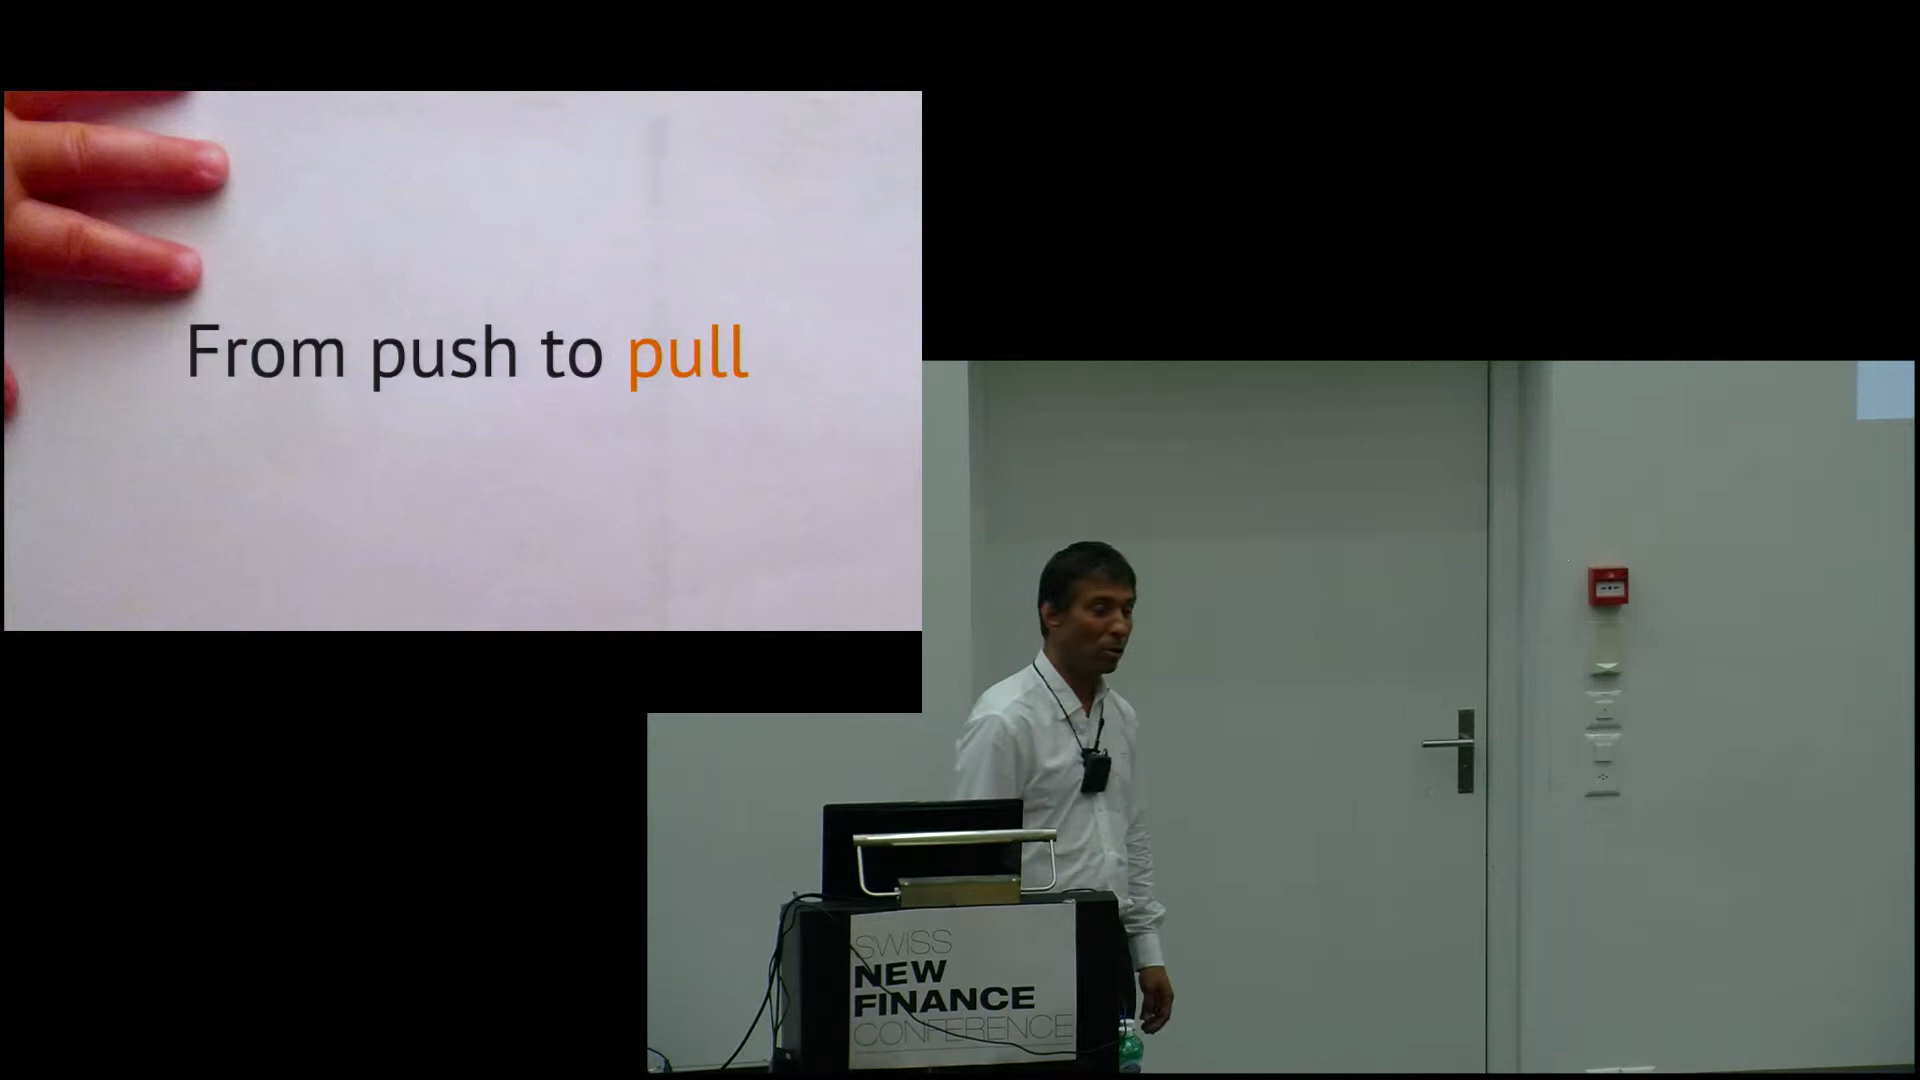 From push to pull
SWISS
NEW
FINANCE
CONFERENCE